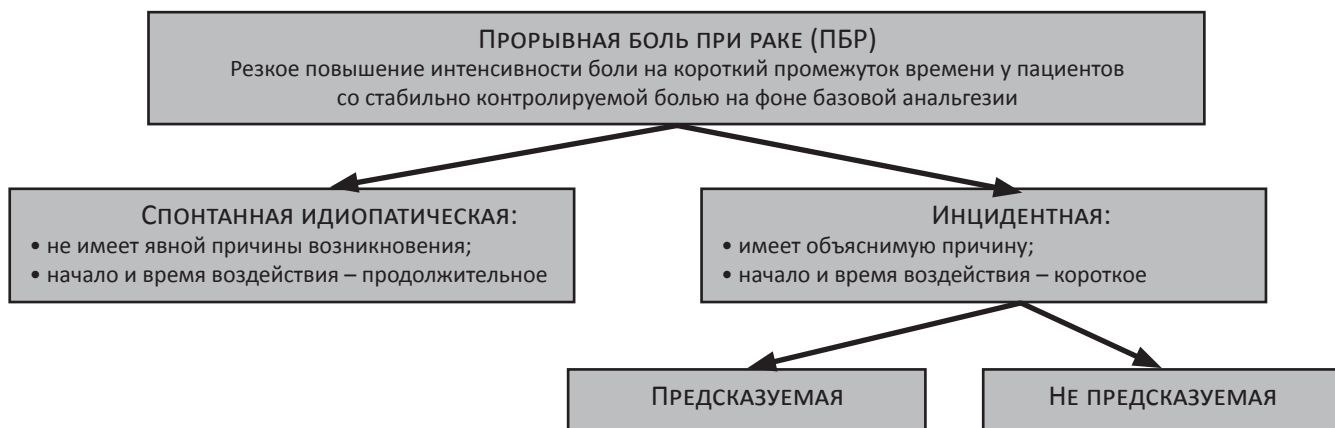 Прорывная боль при раке (ПБР)
Резкое повышение интенсивности боли на короткий промежуток времени у пациентов
со стабильно контролируемой болью на фоне базовой анальгезии
Спонтанная идиопатическая:
• не имеет явной причины возникновения;
• начало и время воздействия – продолжительное
Инцидентная:
• имеет объяснимую причину;
• начало и время воздействия – короткое
Предсказуемая
Не предсказуемая